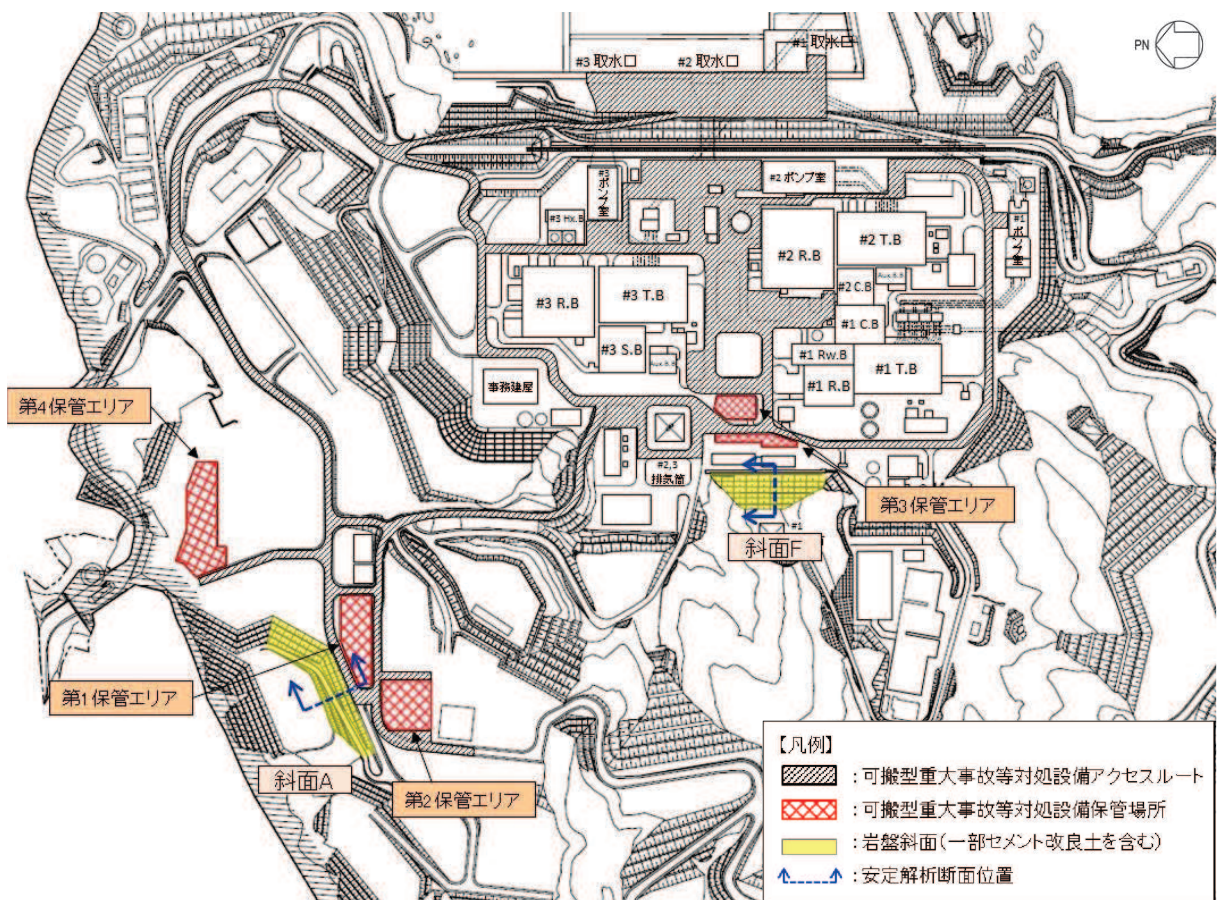 #1 取水口
#3 取水口
#2 取水口
PN
#3
ポンプ室
#2 ポンプ室
#3 Hx.B
#1
ポンプ室
#2 R.B
#2 T.B
#3 R.B
#3 T.B
#2 C.B
Aux.B.B
#1 C.B
#3 S.B
Aux.B.B
#1 Rw.B
#1 T.B
#1 R.B
事務建屋
第4保管エリア
#2,3
排気筒
第3保管エリア
#1
斜面F
第1保管エリア
斜面A
第2保管エリア
【凡例】
:可搬型重大事故等対処設備アクセスルート
:可搬型重大事故等対処設備保管場所
:岩盤斜面(一部セメント改良土を含む)
:安定解析断面位置